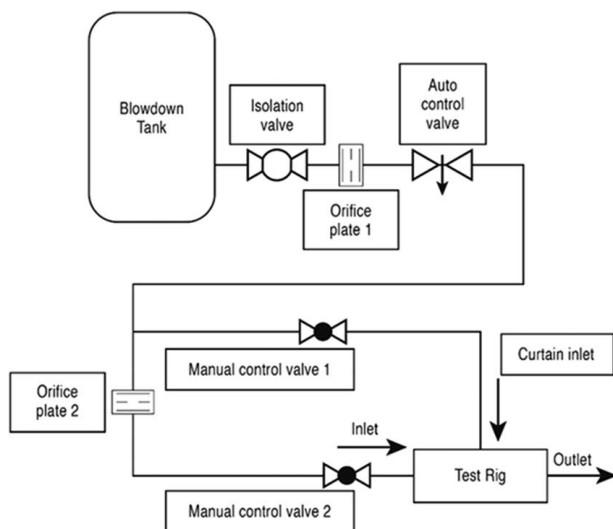 Blowdown
Tank
Isolation
valve
Auto
control
valve
Orifice
plate 1
Manual control valve 1
Curtain inlet
Orifice
plate 2
Inlet
Test Rig
Outlet
Manual control valve 2